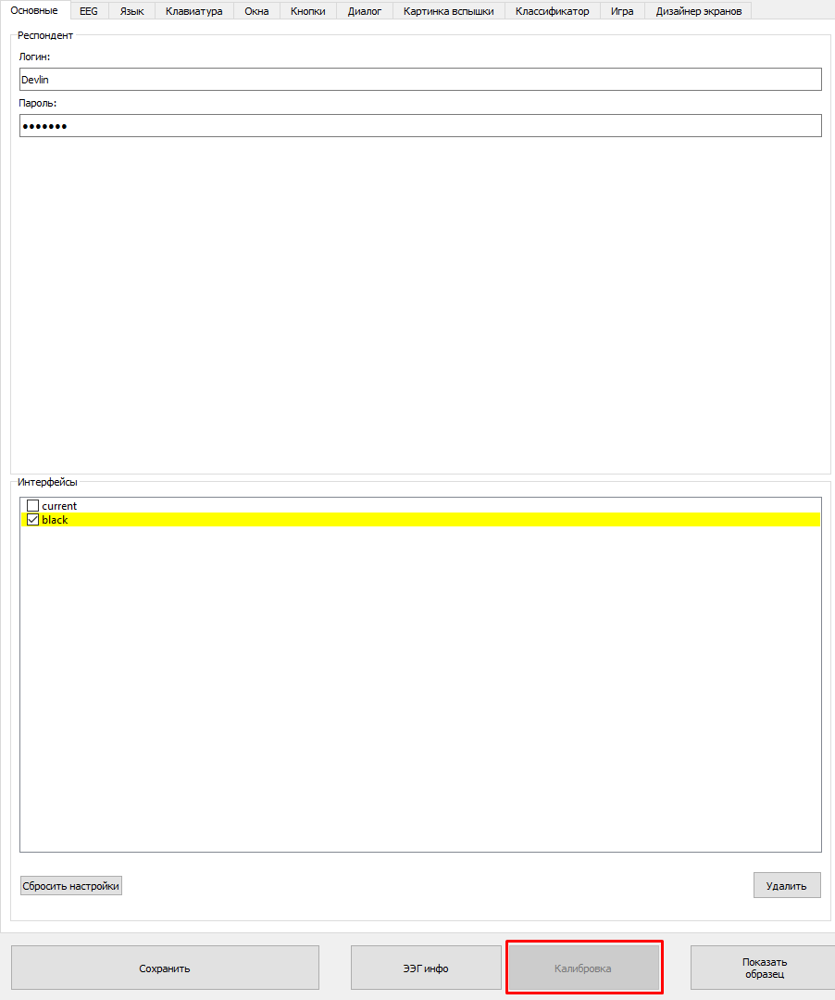 Основные EEG Язык Клавиатура Окна Кнопки Диалог Картинка вспышки Классификатор Игра Дизайнер экранов
Респондент
Логин:
Devlin
Пароль:
•••••••
Интерфейсы
current
black
Сбросить настройки Удалить
Сохранить ЭЭГ инфо Калибровка Показать
образец